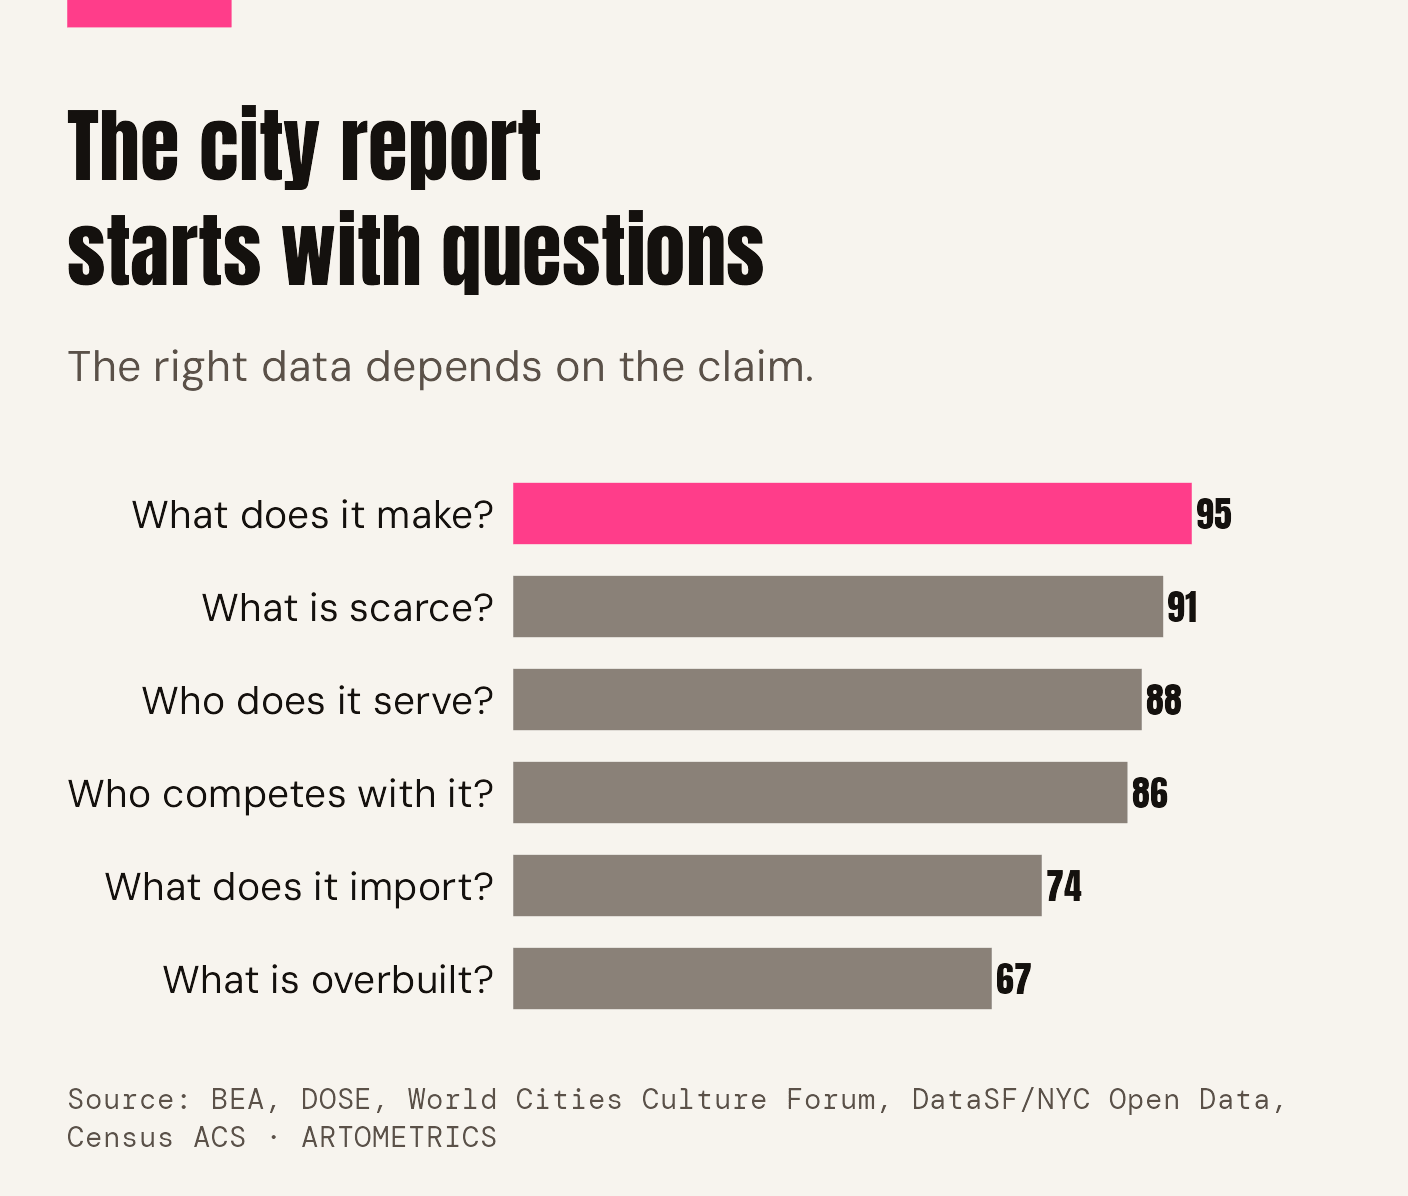 The city report
starts with questions
The right data depends on the claim.
What does it make? 95
What is scarce? 91
Who does it serve? 88
Who competes with it? 86
What does it import? 74
What is overbuilt? 67
Source: BEA, DOSE, World Cities Culture Forum, DataSF/NYC Open Data,
Census ACS · ARTOMETRICS